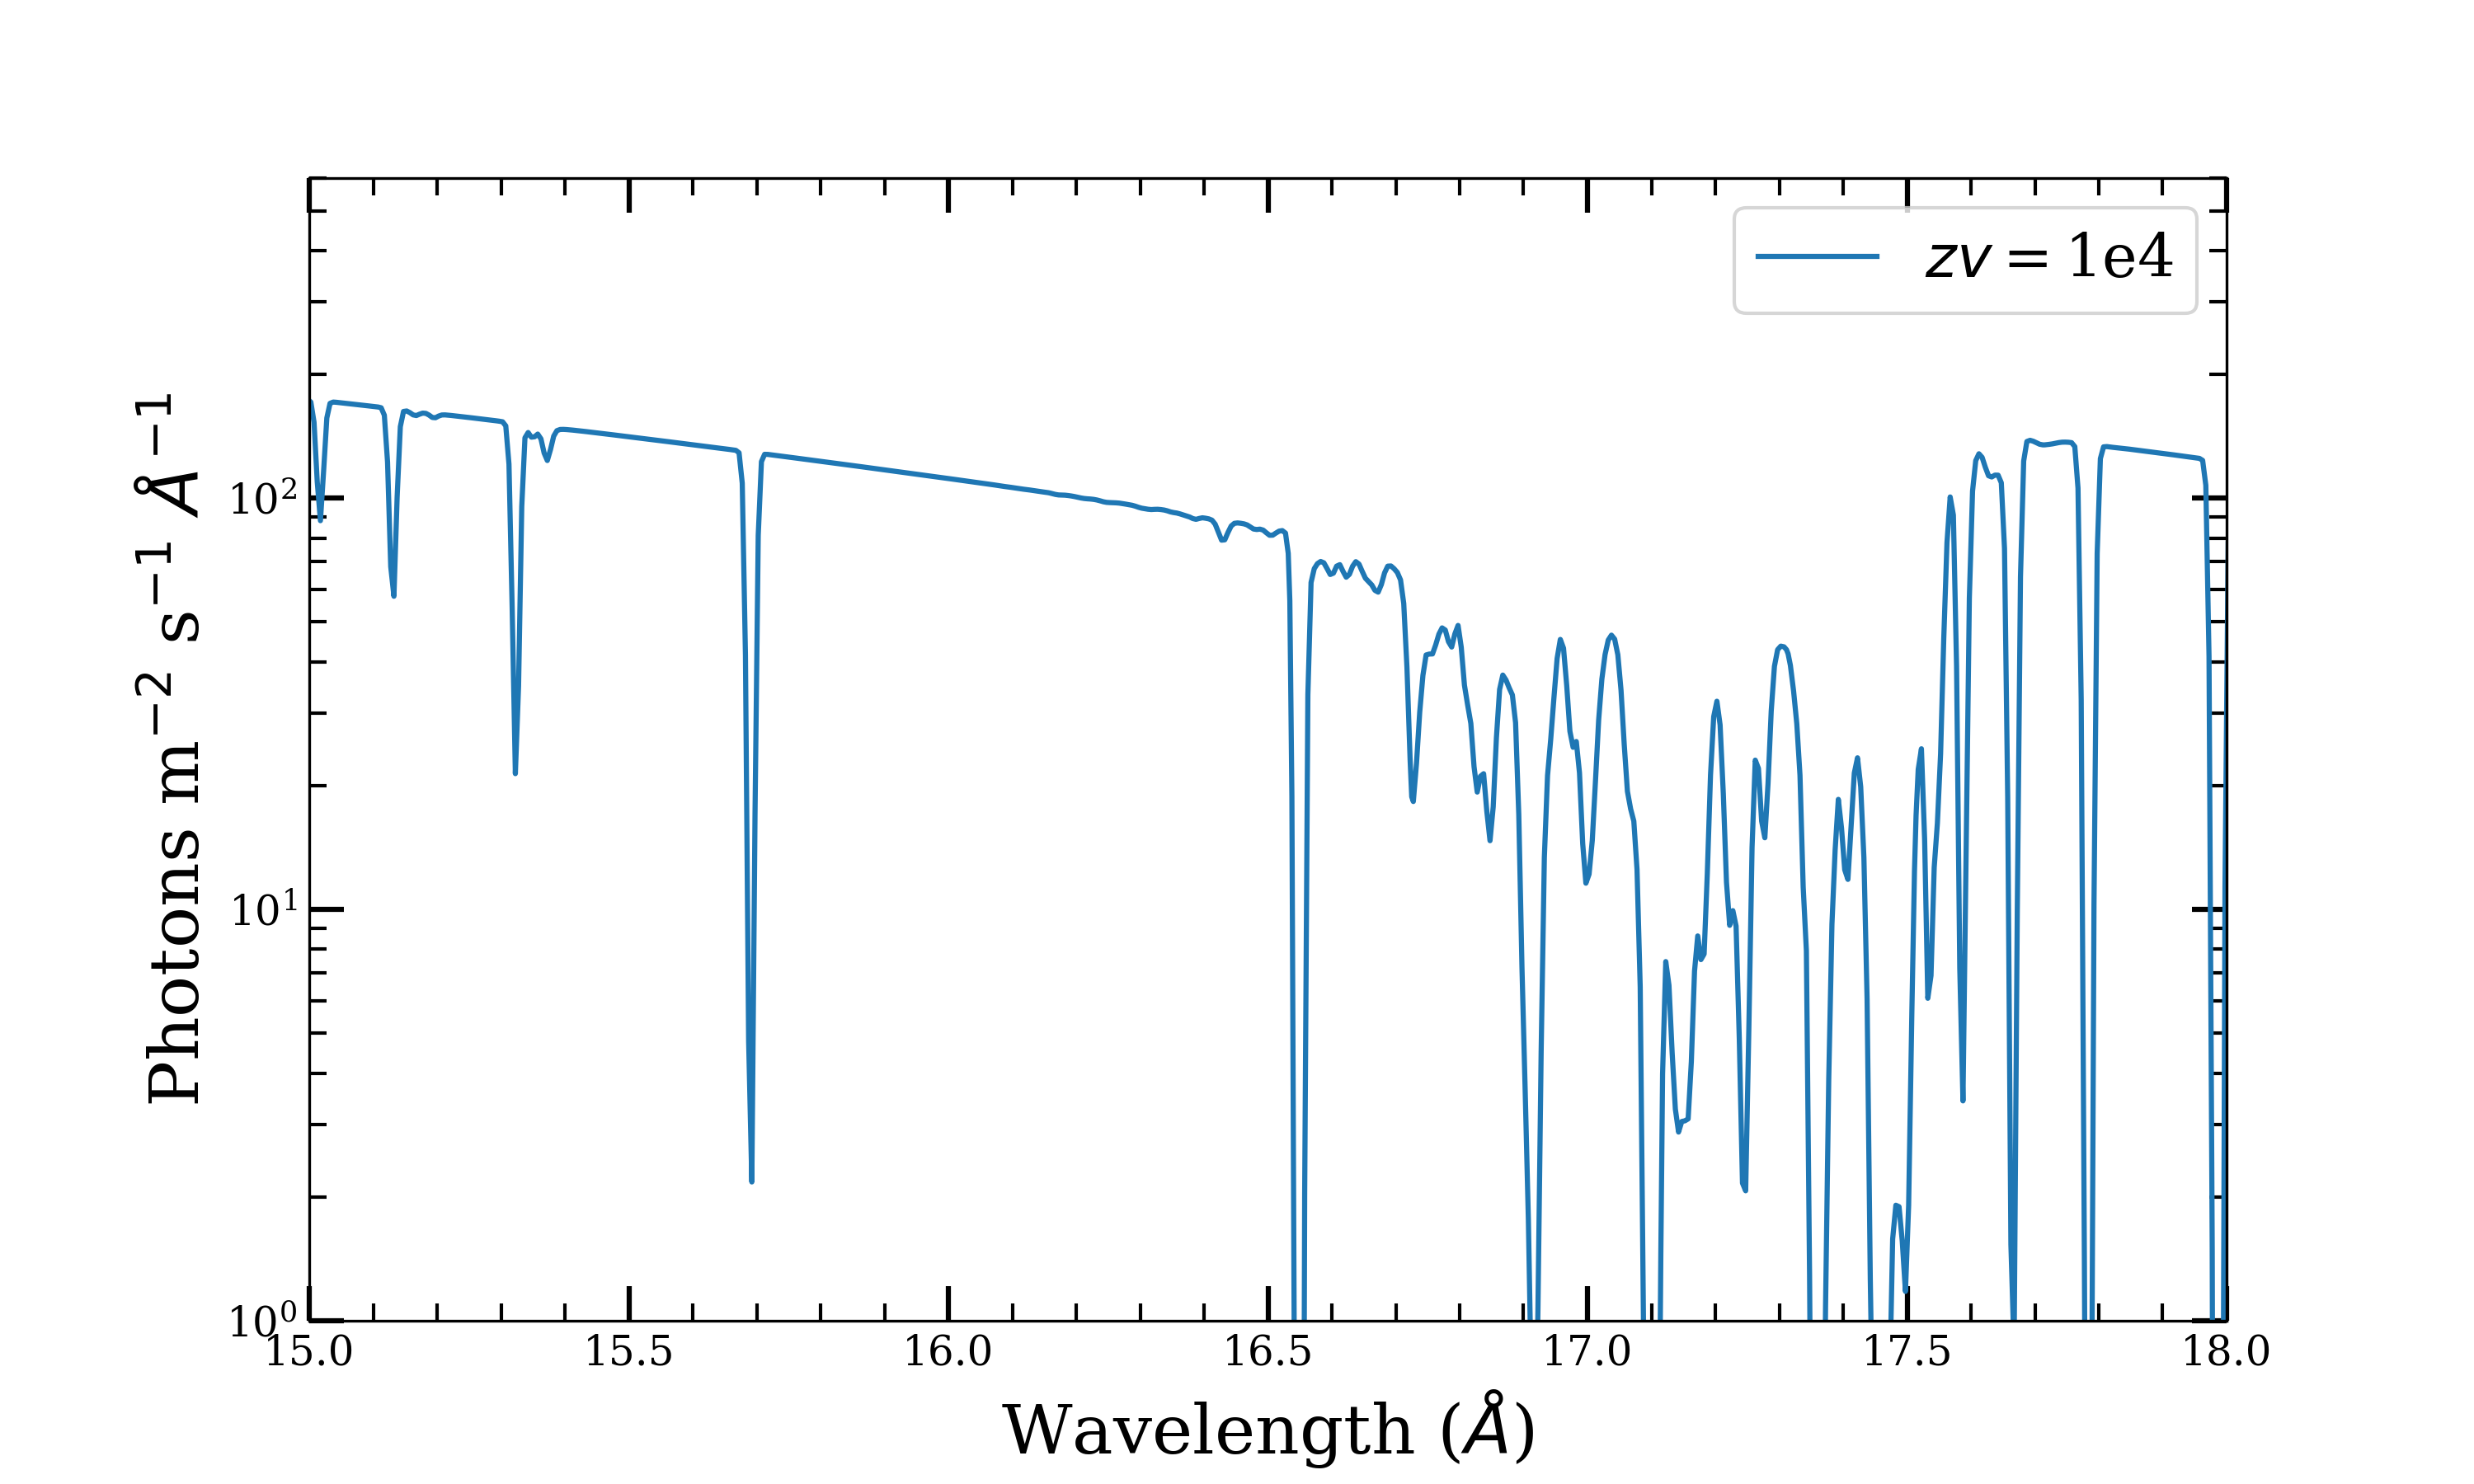 zv = 1e4
Photons m⁻² s⁻¹ Å⁻¹
10²
10¹
10⁰
15.0 15.5 16.0 16.5 17.0 17.5 18.0
Wavelength (Å)